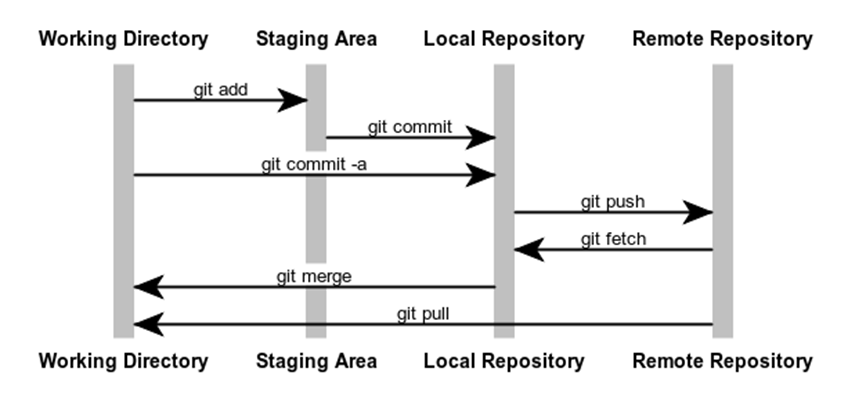 Working Directory Staging Area Local Repository Remote Repository
git add
git commit
git commit -a
git push
git fetch
git merge
git pull
Working Directory Staging Area Local Repository Remote Repository